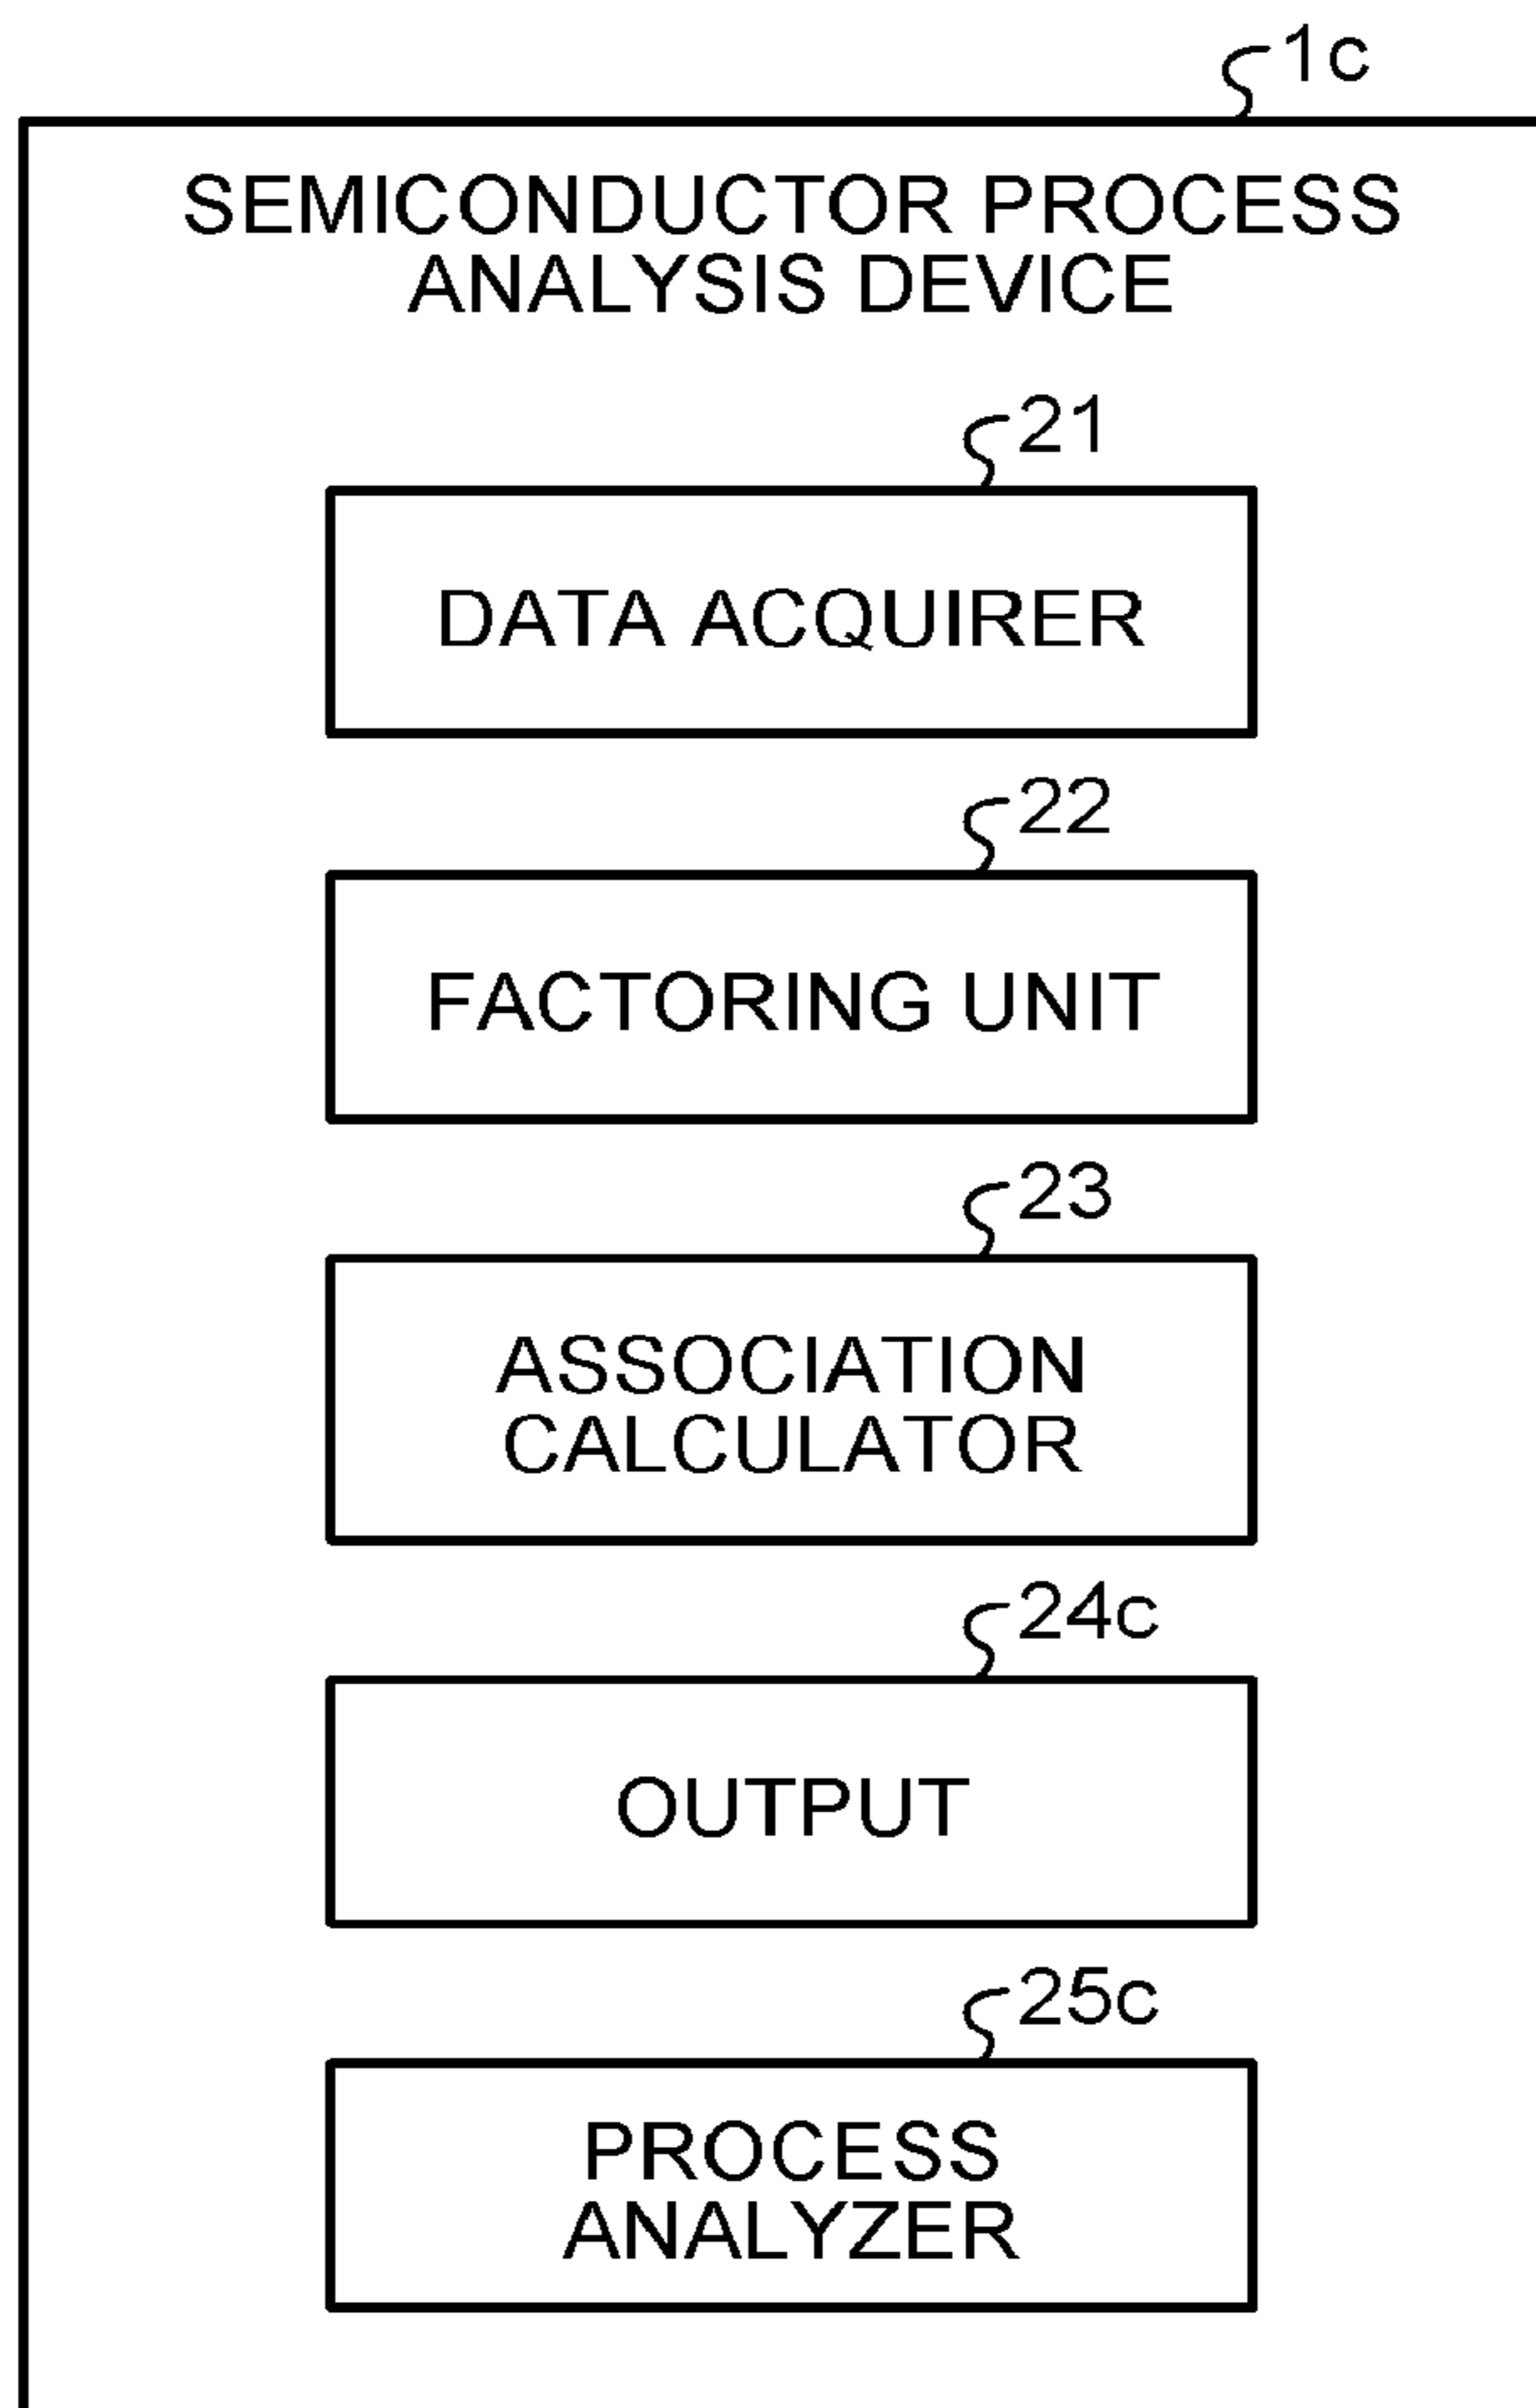 1c
SEMICONDUCTOR PROCESS
ANALYSIS DEVICE
21
DATA ACQUIRER
22
FACTORING UNIT
23
ASSOCIATION
CALCULATOR
24c
OUTPUT
25c
PROCESS
ANALYZER